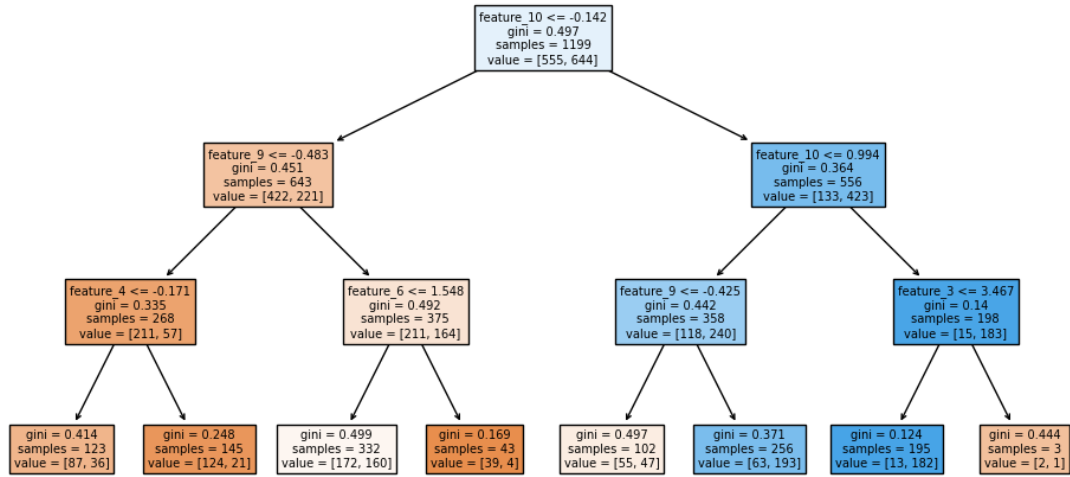 feature_10 <= -0.142
gini = 0.497
samples = 1199
value = [555, 644]
feature_9 <= -0.483
gini = 0.451
samples = 643
value = [422, 221]
feature_10 <= 0.994
gini = 0.364
samples = 556
value = [133, 423]
feature_4 <= -0.171
gini = 0.335
samples = 268
value = [211, 57]
feature_6 <= 1.548
gini = 0.492
samples = 375
value = [211, 164]
feature_9 <= -0.425
gini = 0.442
samples = 358
value = [118, 240]
feature_3 <= 3.467
gini = 0.14
samples = 198
value = [15, 183]
gini = 0.414
samples = 123
value = [87, 36]
gini = 0.248
samples = 145
value = [124, 21]
gini = 0.499
samples = 332
value = [172, 160]
gini = 0.169
samples = 43
value = [39, 4]
gini = 0.497
samples = 102
value = [55, 47]
gini = 0.371
samples = 256
value = [63, 193]
gini = 0.124
samples = 195
value = [13, 182]
gini = 0.444
samples = 3
value = [2, 1]